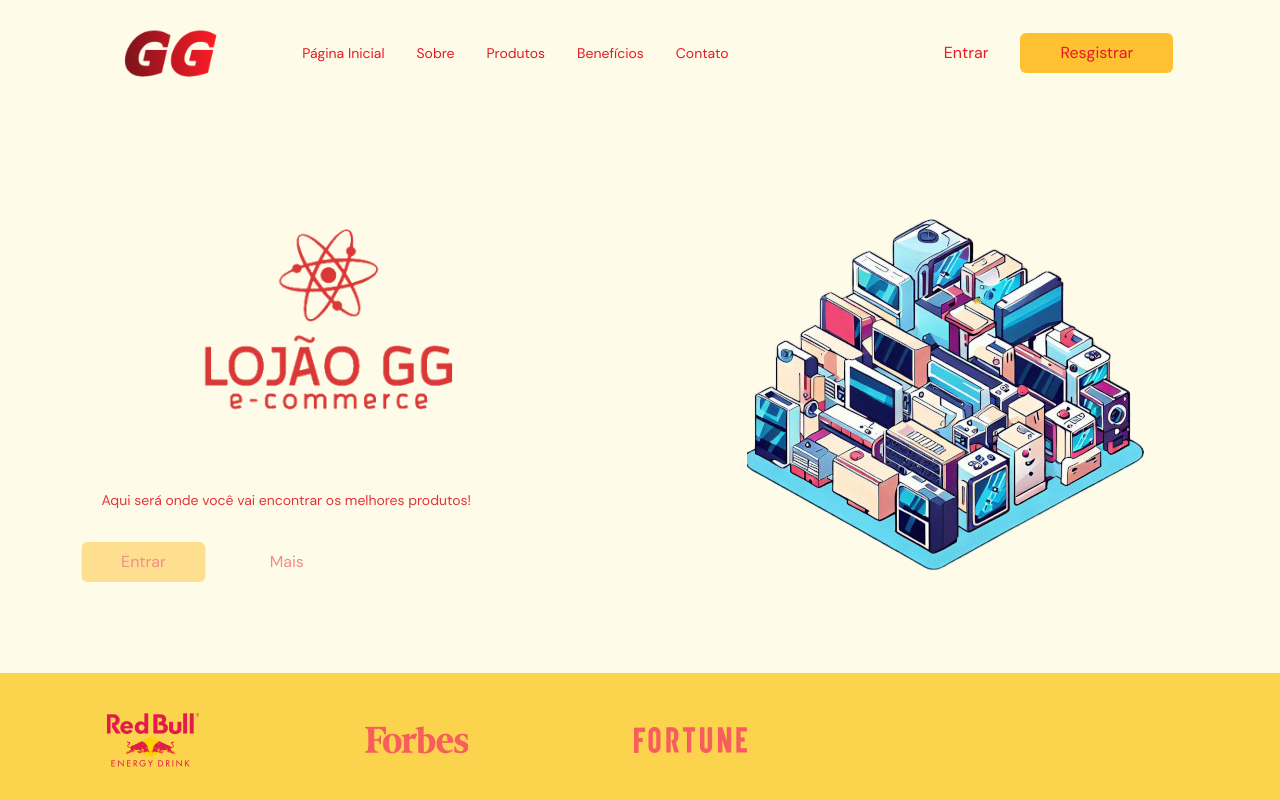 GG
Página Inicial Sobre Produtos Benefícios Contato
Entrar Resgistrar
LOJÃO GG
e-commerce
Aqui será onde você vai encontrar os melhores produtos!
Entrar Mais
Red Bull®
ENERGY DRINK
Forbes
FORTUNE